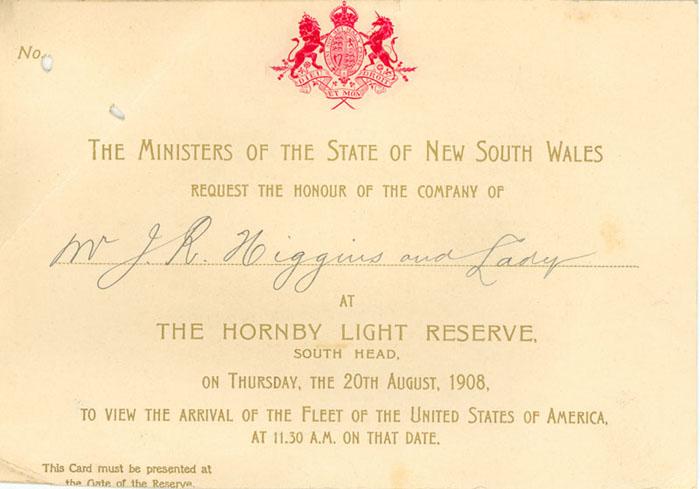 No.
DIEU ET MON DROIT
THE MINISTERS OF THE STATE OF NEW SOUTH WALES
REQUEST THE HONOUR OF THE COMPANY OF
Mr J. R. Higgins and Lady
AT
THE HORNBY LIGHT RESERVE,
SOUTH HEAD,
ON THURSDAY, THE 20TH AUGUST, 1908,
TO VIEW THE ARRIVAL OF THE FLEET OF THE UNITED STATES OF AMERICA,
AT 11.30 A.M. ON THAT DATE.
This Card must be presented at
the Gate of the Reserve.